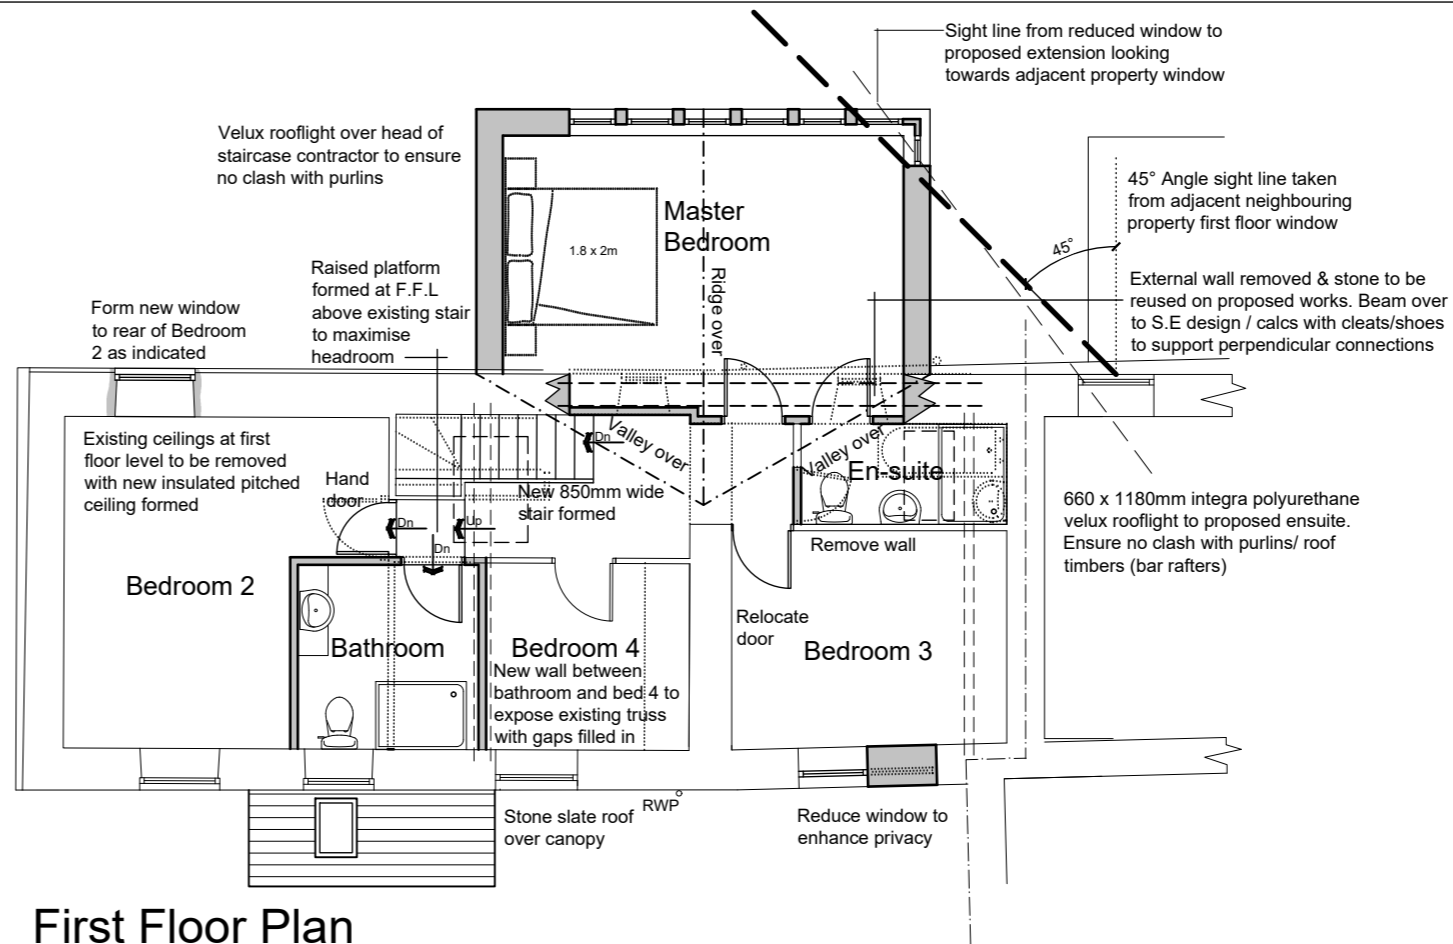 Sight line from reduced window to
proposed extension looking
towards adjacent property window
Velux rooflight over head of
staircase contractor to ensure
no clash with purlins
45° Angle sight line taken
from adjacent neighbouring
property first floor window
45°
Master
Bedroom
1.8 x 2m
Ridge over
Raised platform
formed at F.F.L
above existing stair
to maximise
headroom
External wall removed & stone to be
reused on proposed works. Beam over
to S.E design / calcs with cleats/shoes
to support perpendicular connections
Form new window
to rear of Bedroom
2 as indicated
Existing ceilings at first
floor level to be removed
with new insulated pitched
ceiling formed
Hand
door
Dn
Valley over
Valley over
En-suite
New 850mm wide
stair formed
Dn
Up
Dn
660 x 1180mm integra polyurethane
velux rooflight to proposed ensuite.
Ensure no clash with purlins/ roof
timbers (bar rafters)
Remove wall
Bedroom 2
Bathroom
Bedroom 4
New wall between
bathroom and bed 4 to
expose existing truss
with gaps filled in
Relocate
door
Bedroom 3
Stone slate roof
over canopy
RWP
Reduce window to
enhance privacy
First Floor Plan